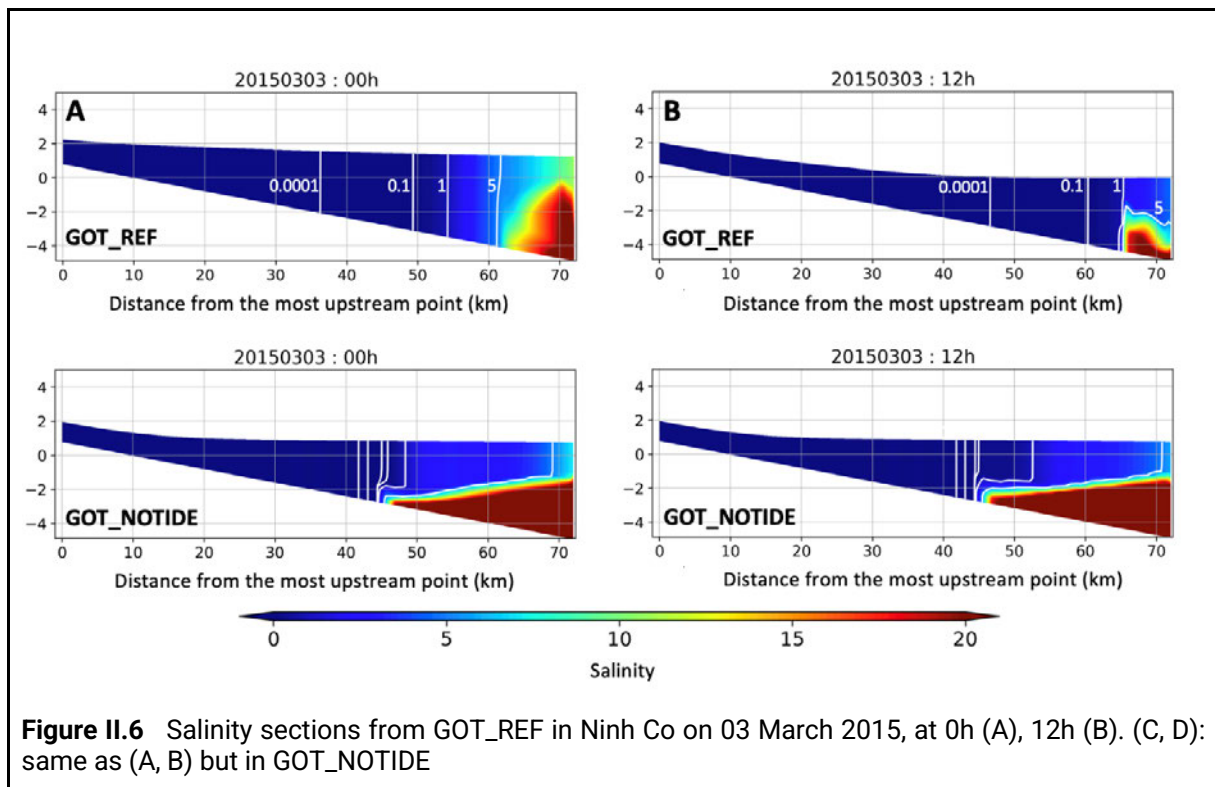 20150303 : 00h
A
4
2
0
−2
−4
0.0001
0.1
1
5
GOT_REF
0 10 20 30 40 50 60 70
Distance from the most upstream point (km)
20150303 : 12h
B
4
2
0
−2
−4
0.0001
0.1
1
5
GOT_REF
0 10 20 30 40 50 60 70
Distance from the most upstream point (km)
20150303 : 00h
4
2
0
−2
−4
GOT_NOTIDE
0 10 20 30 40 50 60 70
Distance from the most upstream point (km)
20150303 : 12h
4
2
0
−2
−4
GOT_NOTIDE
0 10 20 30 40 50 60 70
Distance from the most upstream point (km)
0 5 10 15 20
Salinity
Figure II.6 Salinity sections from GOT_REF in Ninh Co on 03 March 2015, at 0h (A), 12h (B). (C, D):
same as (A, B) but in GOT_NOTIDE